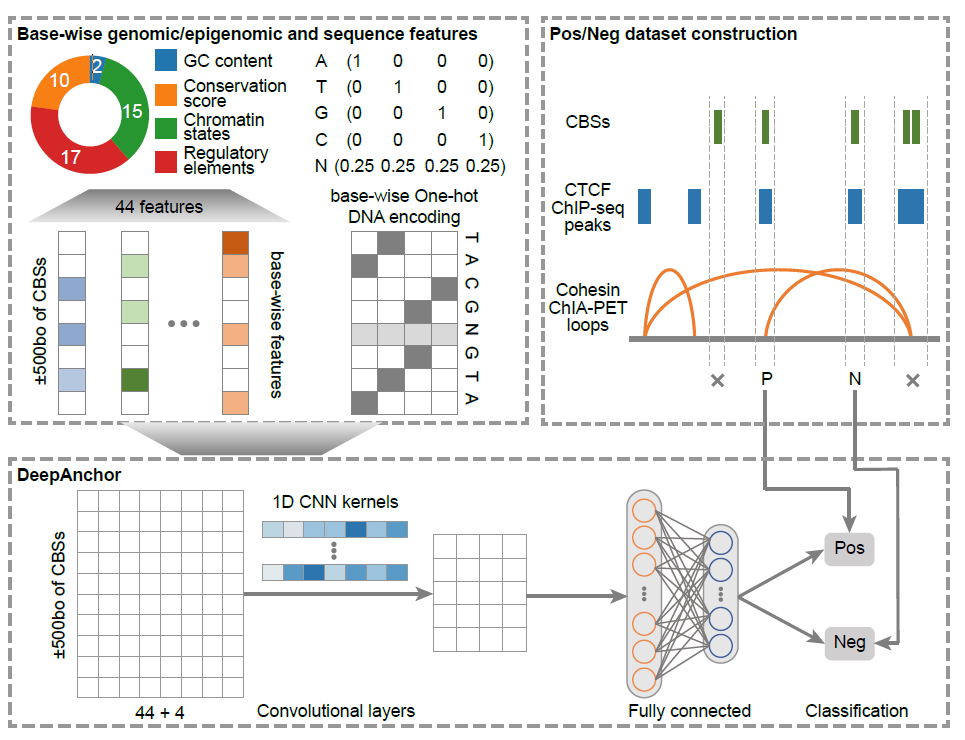 Base-wise genomic/epigenomic and sequence features
2
10
15
17
GC content
Conservation
score
Chromatin
states
Regulatory
elements
A (1 0 0 0)
T (0 1 0 0)
G (0 0 1 0)
C (0 0 0 1)
N (0.25 0.25 0.25 0.25)
44 features
base-wise One-hot
DNA encoding
±500bo of CBSs
base-wise features
T
A
C
G
N
G
T
A
Pos/Neg dataset construction
CBSs
CTCF
ChIP-seq
peaks
Cohesin
ChIA-PET
loops
P
N
DeepAnchor
±500bo of CBSs
1D CNN kernels
Pos
Neg
44 + 4
Convolutional layers
Fully connected
Classification